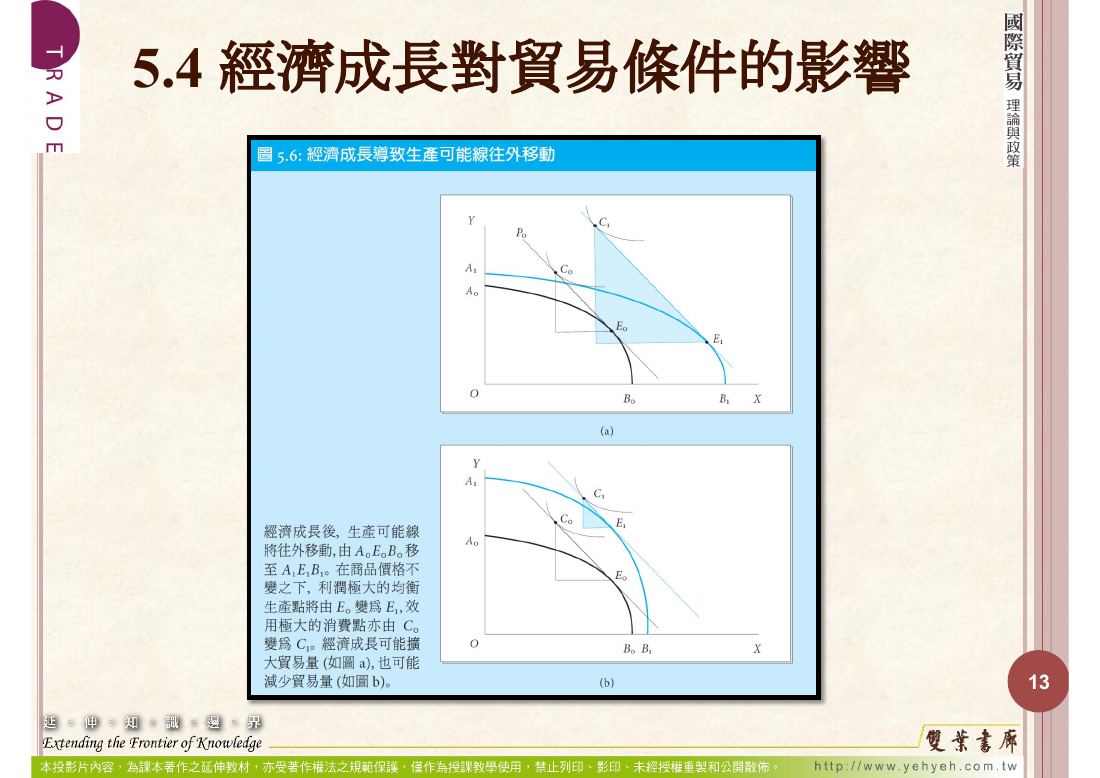 TRADE
5.4 經濟成長對貿易條件的影響
國際貿易 理論與政策
圖 5.6: 經濟成長導致生產可能線往外移動
Y
P₀
C₁
A₁
C₀
A₀
E₀
E₁
O
B₀
B₁
X
(a)
Y
A₁
C₁
C₀
E₁
A₀
E₀
O
B₀
B₁
X
(b)
經濟成長後, 生產可能線
將往外移動, 由 A₀E₀B₀ 移
至 A₁E₁B₁。在商品價格不
變之下, 利潤極大的均衡
生產點將由 E₀ 變為 E₁, 效
用極大的消費點亦由 C₀
變為 C₁。經濟成長可能擴
大貿易量 (如圖 a), 也可能
減少貿易量 (如圖 b)。
13
延。伸。知。識。邊。界
Extending the Frontier of Knowledge
雙葉書廊
本投影片內容，為課本著作之延伸教材，亦受著作權法之規範保護，僅作為授課教學使用，禁止列印、影印、未經授權重製和公開散佈。
http://www.yehyeh.com.tw